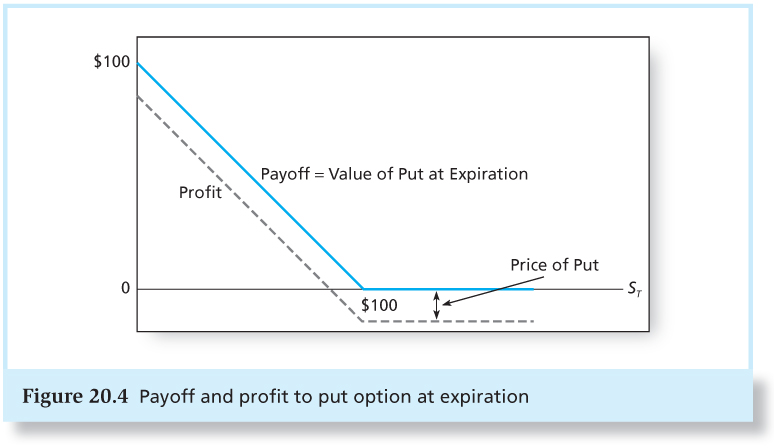 $100
Payoff = Value of Put at Expiration
Profit
Price of Put
0
S_T
$100
Figure 20.4 Payoff and profit to put option at expiration